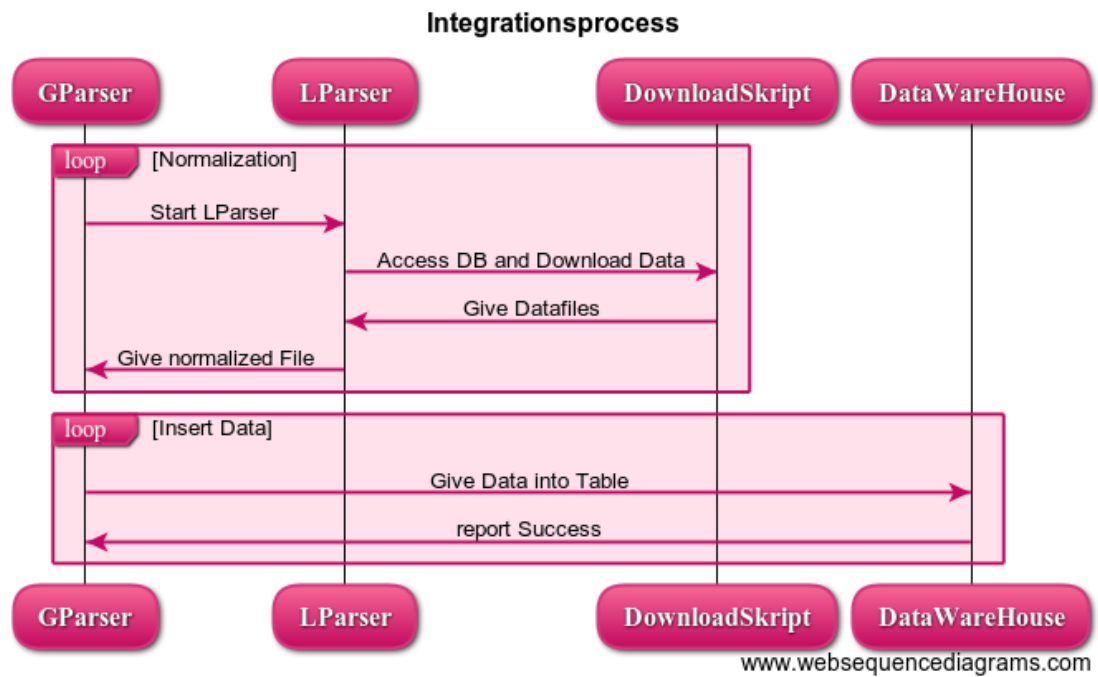 Integrationsprocess
GParser LParser DownloadSkript DataWareHouse
loop [Normalization]
Start LParser
Access DB and Download Data
Give Datafiles
Give normalized File
loop [Insert Data]
Give Data into Table
report Success
GParser LParser DownloadSkript DataWareHouse
www.websequencediagrams.com